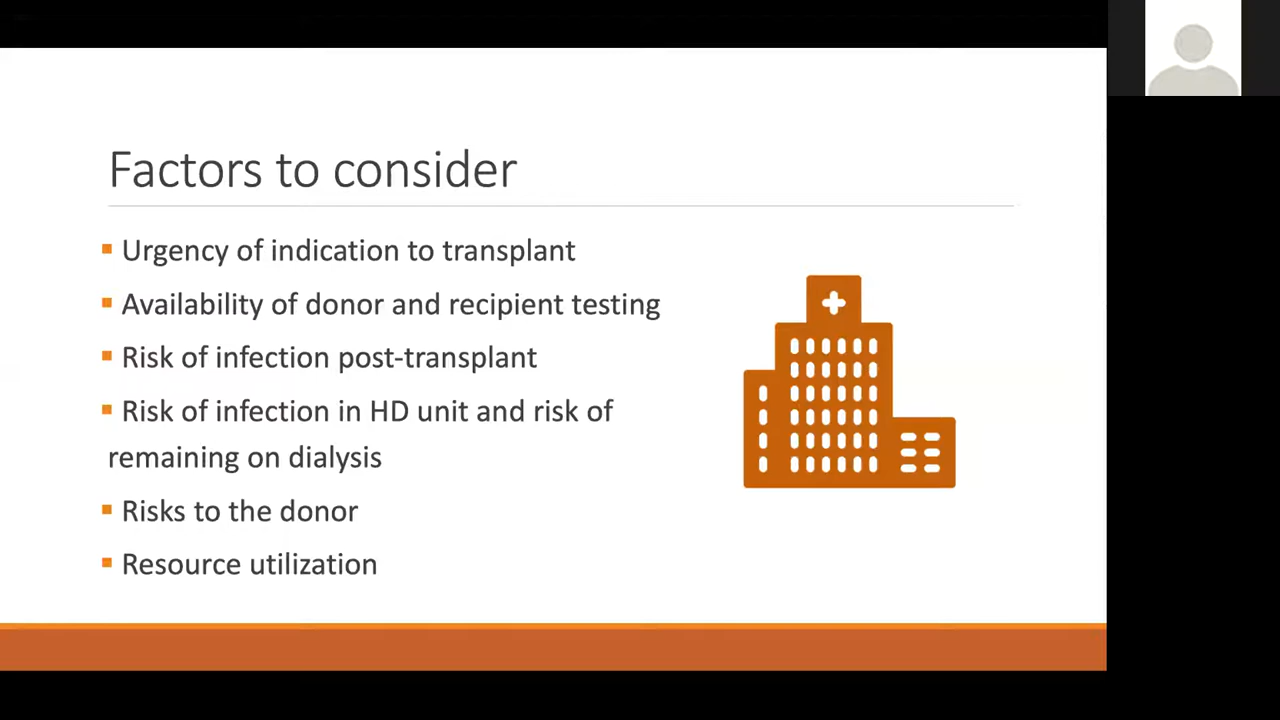 Factors to consider
Urgency of indication to transplant
Availability of donor and recipient testing
Risk of infection post-transplant
Risk of infection in HD unit and risk of
remaining on dialysis
Risks to the donor
Resource utilization